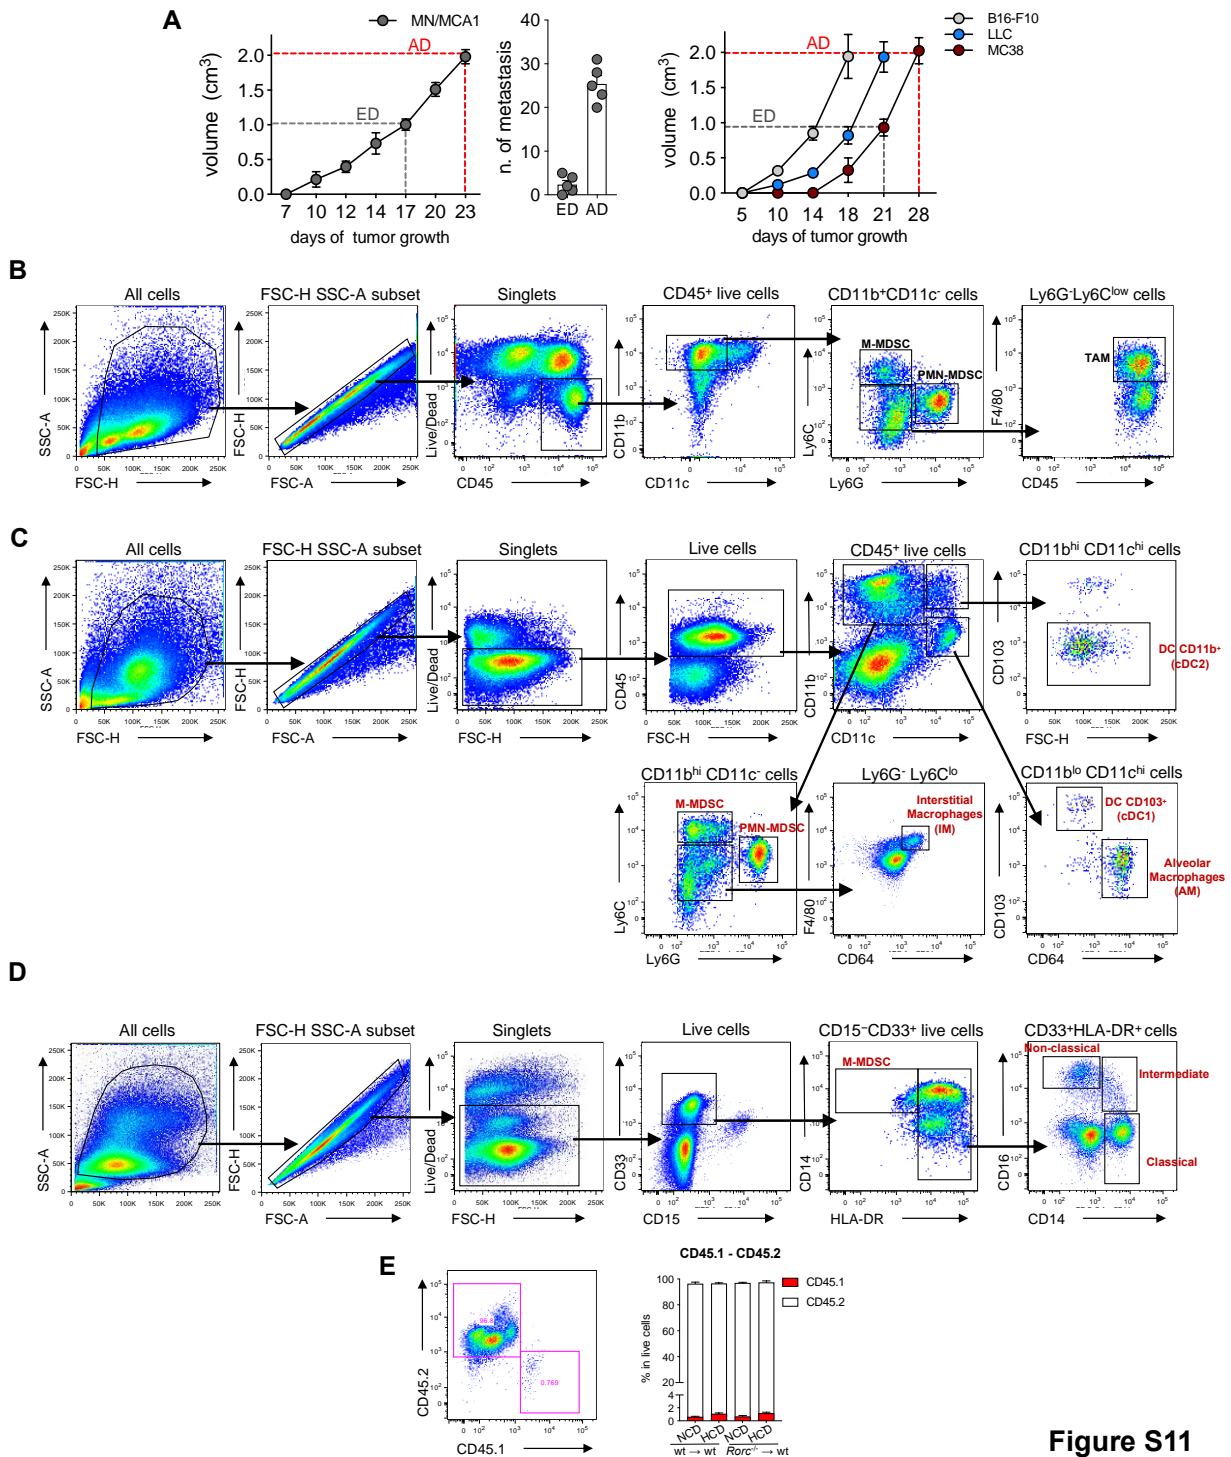 A
MN/MCA1
volume (cm3)
2.0
1.5
1.0
0.5
0.0
AD
ED
7 10 12 14 17 20 23
days of tumor growth
n. of metastasis
40
30
20
10
0
ED AD
B16-F10
LLC
MC38
volume (cm3)
2.0
1.5
1.0
0.5
0.0
AD
ED
5 10 14 18 21 28
days of tumor growth
B
All cells
FSC-H SSC-A subset
Singlets
CD45+ live cells
CD11b+CD11c- cells
Ly6G-Ly6Clow cells
M-MDSC
PMN-MDSC
TAM
SSC-A
FSC-H
Live/Dead
CD11b
Ly6C
F4/80
FSC-H
FSC-A
CD45
CD11c
Ly6G
CD45
C
All cells
FSC-H SSC-A subset
Singlets
Live cells
CD45+ live cells
CD11bhi CD11chi cells
DC CD11b+
(cDC2)
SSC-A
FSC-H
Live/Dead
CD45
CD11b
CD103
FSC-H
FSC-A
FSC-H
FSC-H
CD11c
FSC-H
CD11bhi CD11c- cells
Ly6G- Ly6Clo
CD11blo CD11chi cells
M-MDSC
PMN-MDSC
Interstitial
Macrophages
(IM)
DC CD103+
(cDC1)
Alveolar
Macrophages
(AM)
Ly6C
F4/80
CD103
Ly6G
CD64
CD64
D
All cells
FSC-H SSC-A subset
Singlets
Live cells
CD15-CD33+ live cells
CD33+HLA-DR+ cells
M-MDSC
Non-classical
Intermediate
Classical
SSC-A
FSC-H
Live/Dead
CD33
CD14
CD16
FSC-A
FSC-H
CD15
HLA-DR
CD14
E
96.8
0.769
CD45.2
CD45.1
CD45.1 - CD45.2
CD45.1
CD45.2
% in live cells
100
80
60
40
20
4
2
0
NCD HCD NCD HCD
wt → wt Rorc-/- → wt
Figure S11